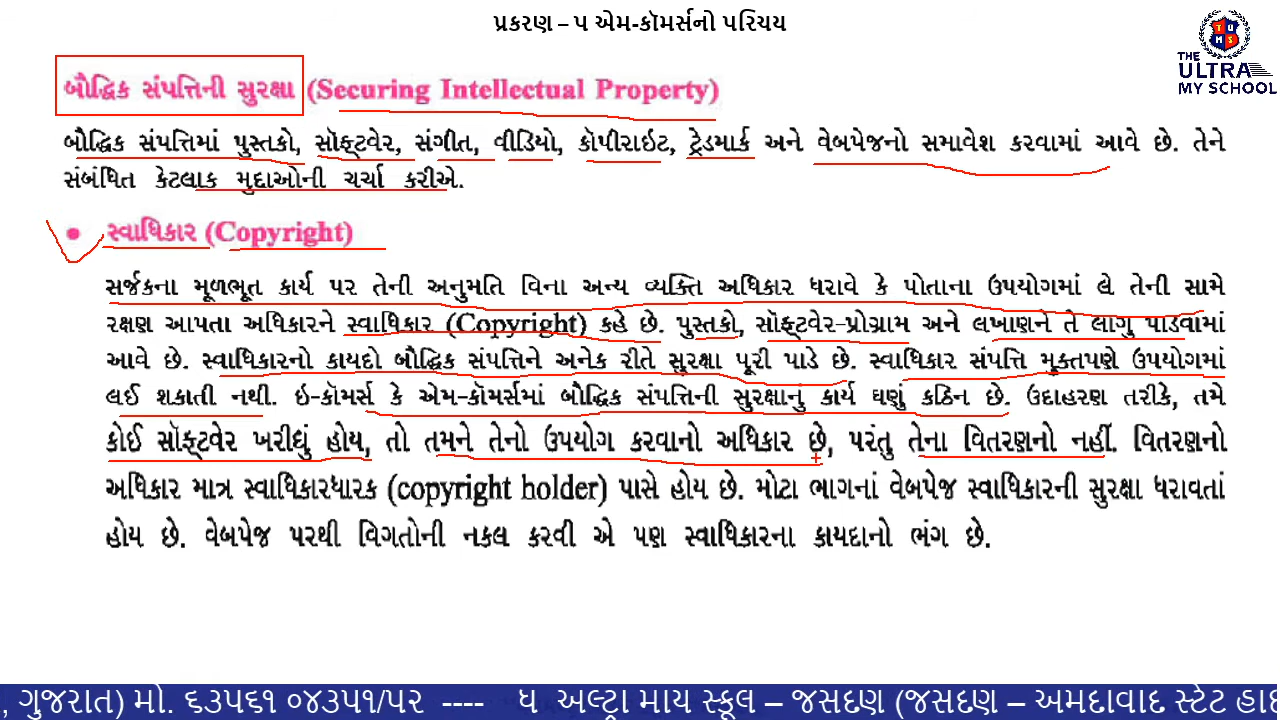 પ્રકરણ – ૫ એમ-કૉમર્સનો પરિચય
THE
ULTRA
MY SCHOOL
T U
M S
બૌદ્ધિક સંપત્તિની સુરક્ષા (Securing Intellectual Property)
બૌદ્ધિક સંપત્તિમાં પુસ્તકો, સૉફ્ટવેર, સંગીત, વીડિયો, કૉપીરાઇટ, ટ્રેડમાર્ક અને વેબપેજનો સમાવેશ કરવામાં આવે છે. તેને
સંબંધિત કેટલાક મુદ્દાઓની ચર્ચા કરીએ.
• સ્વાધિકાર (Copyright)
સર્જકના મૂળભૂત કાર્ય પર તેની અનુમતિ વિના અન્ય વ્યક્તિ અધિકાર ધરાવે કે પોતાના ઉપયોગમાં લે તેની સામે
રક્ષણ આપતા અધિકારને સ્વાધિકાર (Copyright) કહે છે. પુસ્તકો, સૉફ્ટવેર-પ્રોગ્રામ અને લખાણને તે લાગુ પાડવામાં
આવે છે. સ્વાધિકારનો કાયદો બૌદ્ધિક સંપત્તિને અનેક રીતે સુરક્ષા પૂરી પાડે છે. સ્વાધિકાર સંપત્તિ મુક્તપણે ઉપયોગમાં
લઈ શકાતી નથી. ઇ-કૉમર્સ કે એમ-કૉમર્સમાં બૌદ્ધિક સંપત્તિની સુરક્ષાનું કાર્ય ઘણું કઠિન છે. ઉદાહરણ તરીકે, તમે
કોઈ સૉફ્ટવેર ખરીદ્યું હોય, તો તમને તેનો ઉપયોગ કરવાનો અધિકાર છે, પરંતુ તેના વિતરણનો નહીં. વિતરણનો
અધિકાર માત્ર સ્વાધિકારધારક (copyright holder) પાસે હોય છે. મોટા ભાગનાં વેબપેજ સ્વાધિકારની સુરક્ષા ધરાવતાં
હોય છે. વેબપેજ પરથી વિગતોની નકલ કરવી એ પણ સ્વાધિકારના કાયદાનો ભંગ છે.
, ગુજરાત) મો. ૬૩૫૬૧ ૦૪૩૫૧/૫૨ ---- ધ અલ્ટ્રા માય સ્કૂલ – જસદણ (જસદણ – અમદાવાદ સ્ટેટ હાઇ